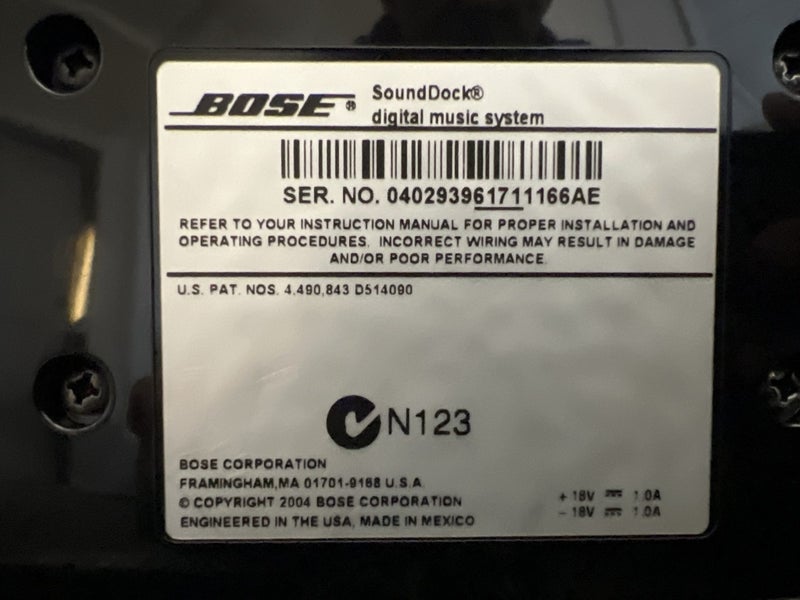 BOSE ®
SoundDock®
digital music system
SER. NO. 040293961711166AE
REFER TO YOUR INSTRUCTION MANUAL FOR PROPER INSTALLATION AND
OPERATING PROCEDURES. INCORRECT WIRING MAY RESULT IN DAMAGE
AND/OR POOR PERFORMANCE.
U.S. PAT. NOS. 4,490,843 D514090
N123
BOSE CORPORATION
FRAMINGHAM,MA 01701-9168 U.S.A.
© COPYRIGHT 2004 BOSE CORPORATION
ENGINEERED IN THE USA, MADE IN MEXICO
+ 18V ⎓ 1.0A
- 18V ⎓ 1.0A